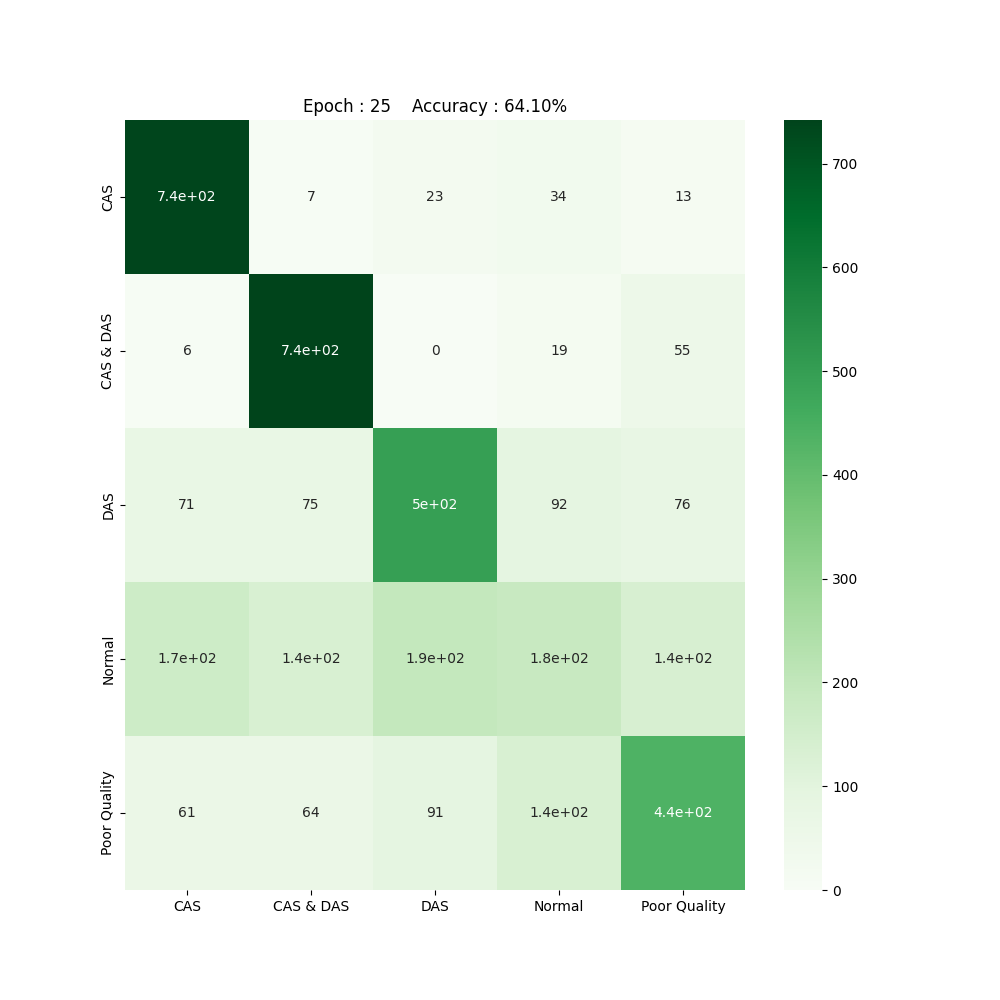 Epoch : 25    Accuracy : 64.10%
CAS 7.4e+02 7 23 34 13
CAS & DAS 6 7.4e+02 0 19 55
DAS 71 75 5e+02 92 76
Normal 1.7e+02 1.4e+02 1.9e+02 1.8e+02 1.4e+02
Poor Quality 61 64 91 1.4e+02 4.4e+02
CAS CAS & DAS DAS Normal Poor Quality
700
600
500
400
300
200
100
0